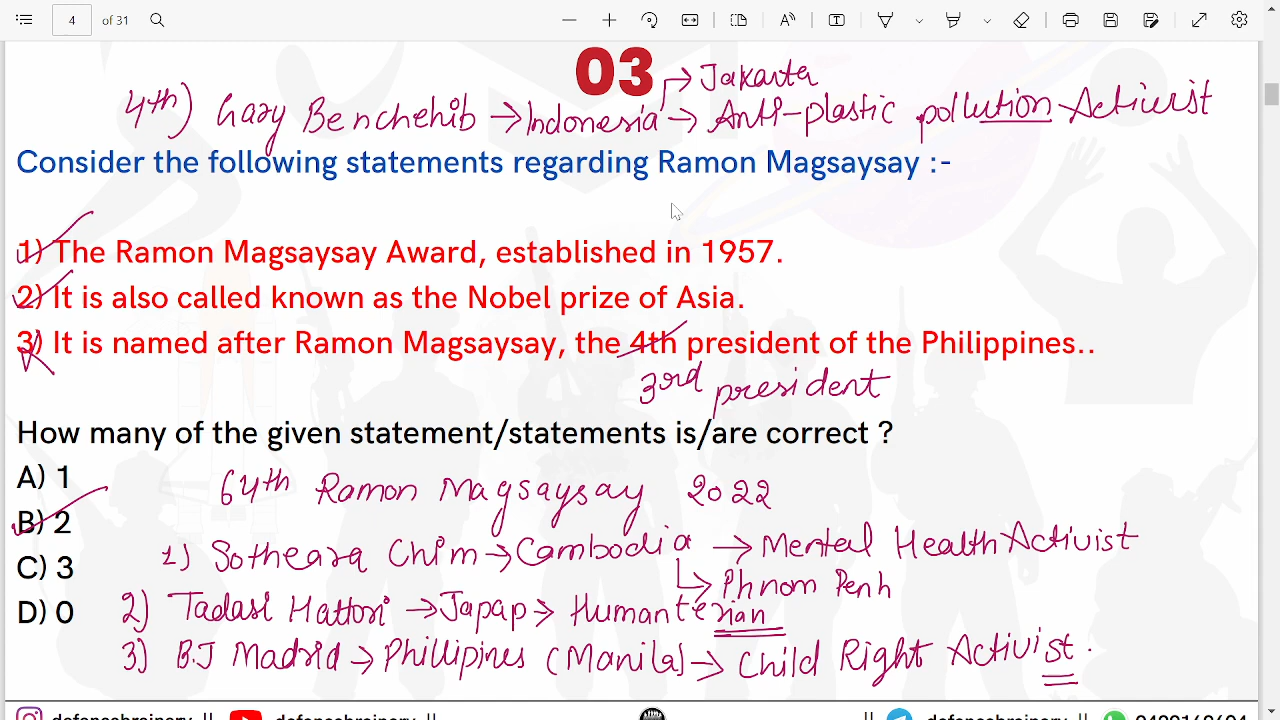 4 of 31
03
→ Jakarta
4th) Gary Benchehib → Indonesia → Anti-plastic pollution Activist
Consider the following statements regarding Ramon Magsaysay :-
1) The Ramon Magsaysay Award, established in 1957.
2) It is also called known as the Nobel prize of Asia.
3) It is named after Ramon Magsaysay, the 4th president of the Philippines..
3rd president
How many of the given statement/statements is/are correct ?
A) 1
64th Ramon Magsaysay 2022
B) 2
1) Sotheara Chim → Cambodia → Mental Health Activist
C) 3
→ Phnom Penh
D) 0
2) Tadasi Hattori → Japap → Humanterian
3) B.J Madrid → Phillipines (Manila) → Child Right Activist.